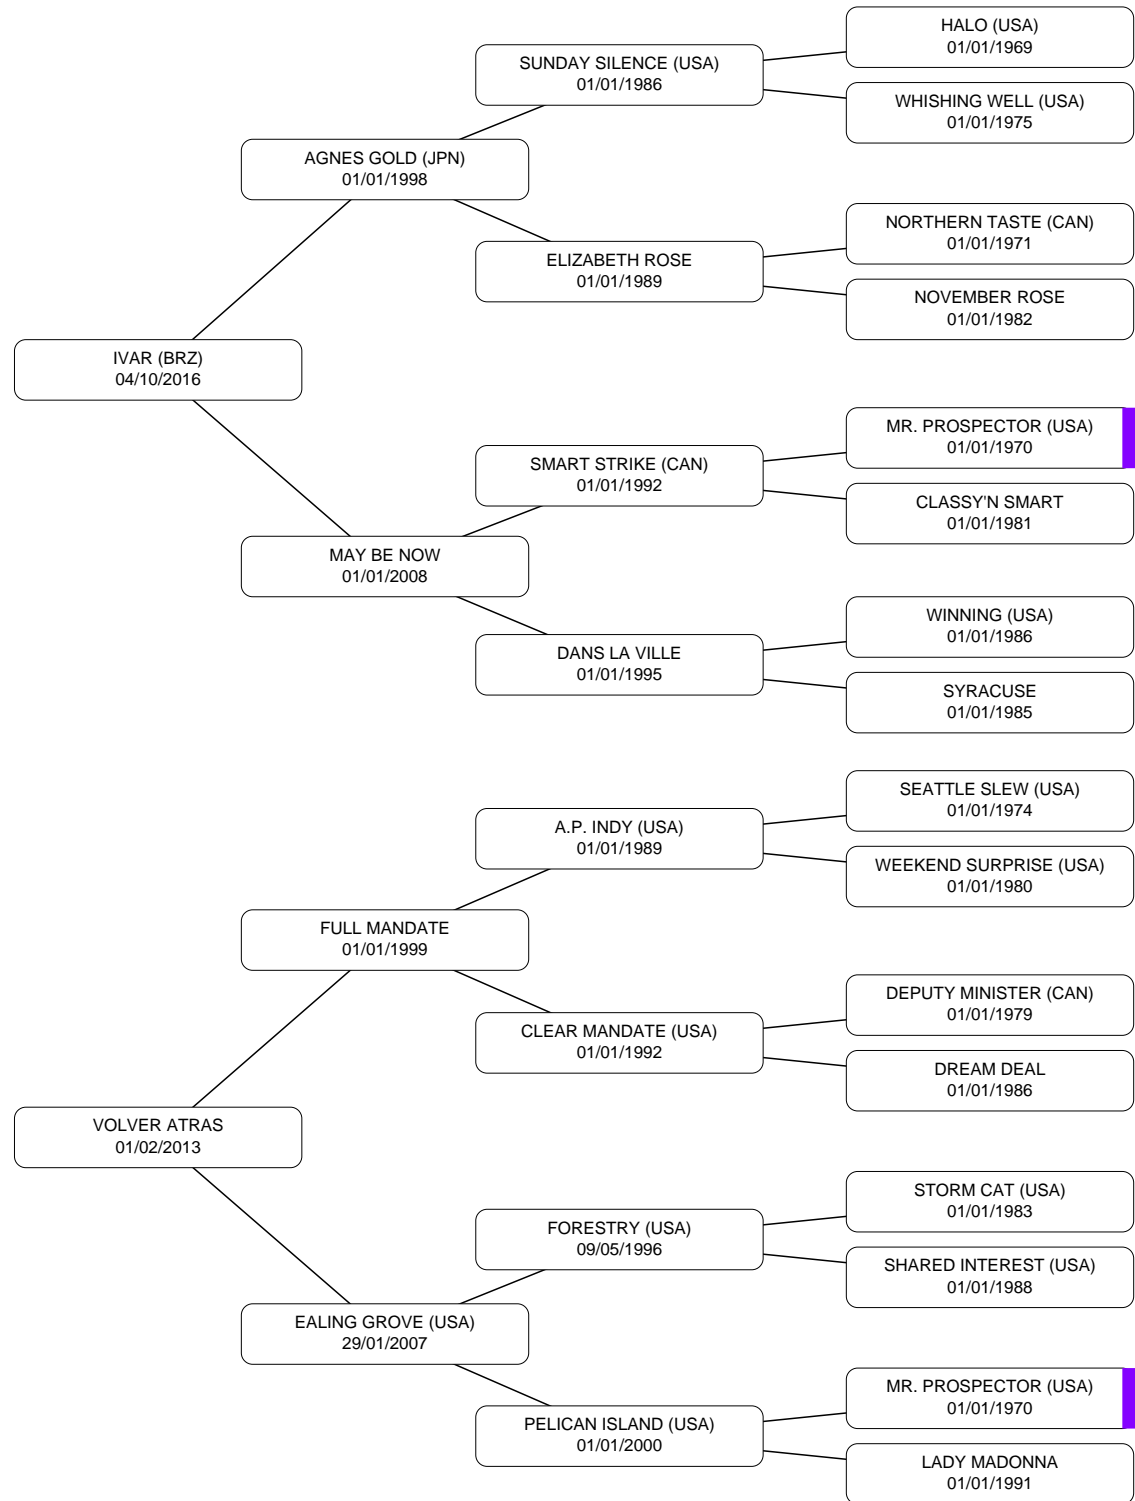 HALO (USA)
01/01/1969
SUNDAY SILENCE (USA)
01/01/1986
WHISHING WELL (USA)
01/01/1975
AGNES GOLD (JPN)
01/01/1998
NORTHERN TASTE (CAN)
01/01/1971
ELIZABETH ROSE
01/01/1989
NOVEMBER ROSE
01/01/1982
IVAR (BRZ)
04/10/2016
MR. PROSPECTOR (USA)
01/01/1970
SMART STRIKE (CAN)
01/01/1992
CLASSY'N SMART
01/01/1981
MAY BE NOW
01/01/2008
WINNING (USA)
01/01/1986
DANS LA VILLE
01/01/1995
SYRACUSE
01/01/1985
SEATTLE SLEW (USA)
01/01/1974
A.P. INDY (USA)
01/01/1989
WEEKEND SURPRISE (USA)
01/01/1980
FULL MANDATE
01/01/1999
DEPUTY MINISTER (CAN)
01/01/1979
CLEAR MANDATE (USA)
01/01/1992
DREAM DEAL
01/01/1986
VOLVER ATRAS
01/02/2013
STORM CAT (USA)
01/01/1983
FORESTRY (USA)
09/05/1996
SHARED INTEREST (USA)
01/01/1988
EALING GROVE (USA)
29/01/2007
MR. PROSPECTOR (USA)
01/01/1970
PELICAN ISLAND (USA)
01/01/2000
LADY MADONNA
01/01/1991